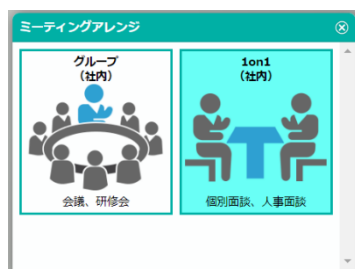 ミーティングアレンジ
グループ
（社内）
会議、研修会
1on1
（社内）
個別面談、人事面談